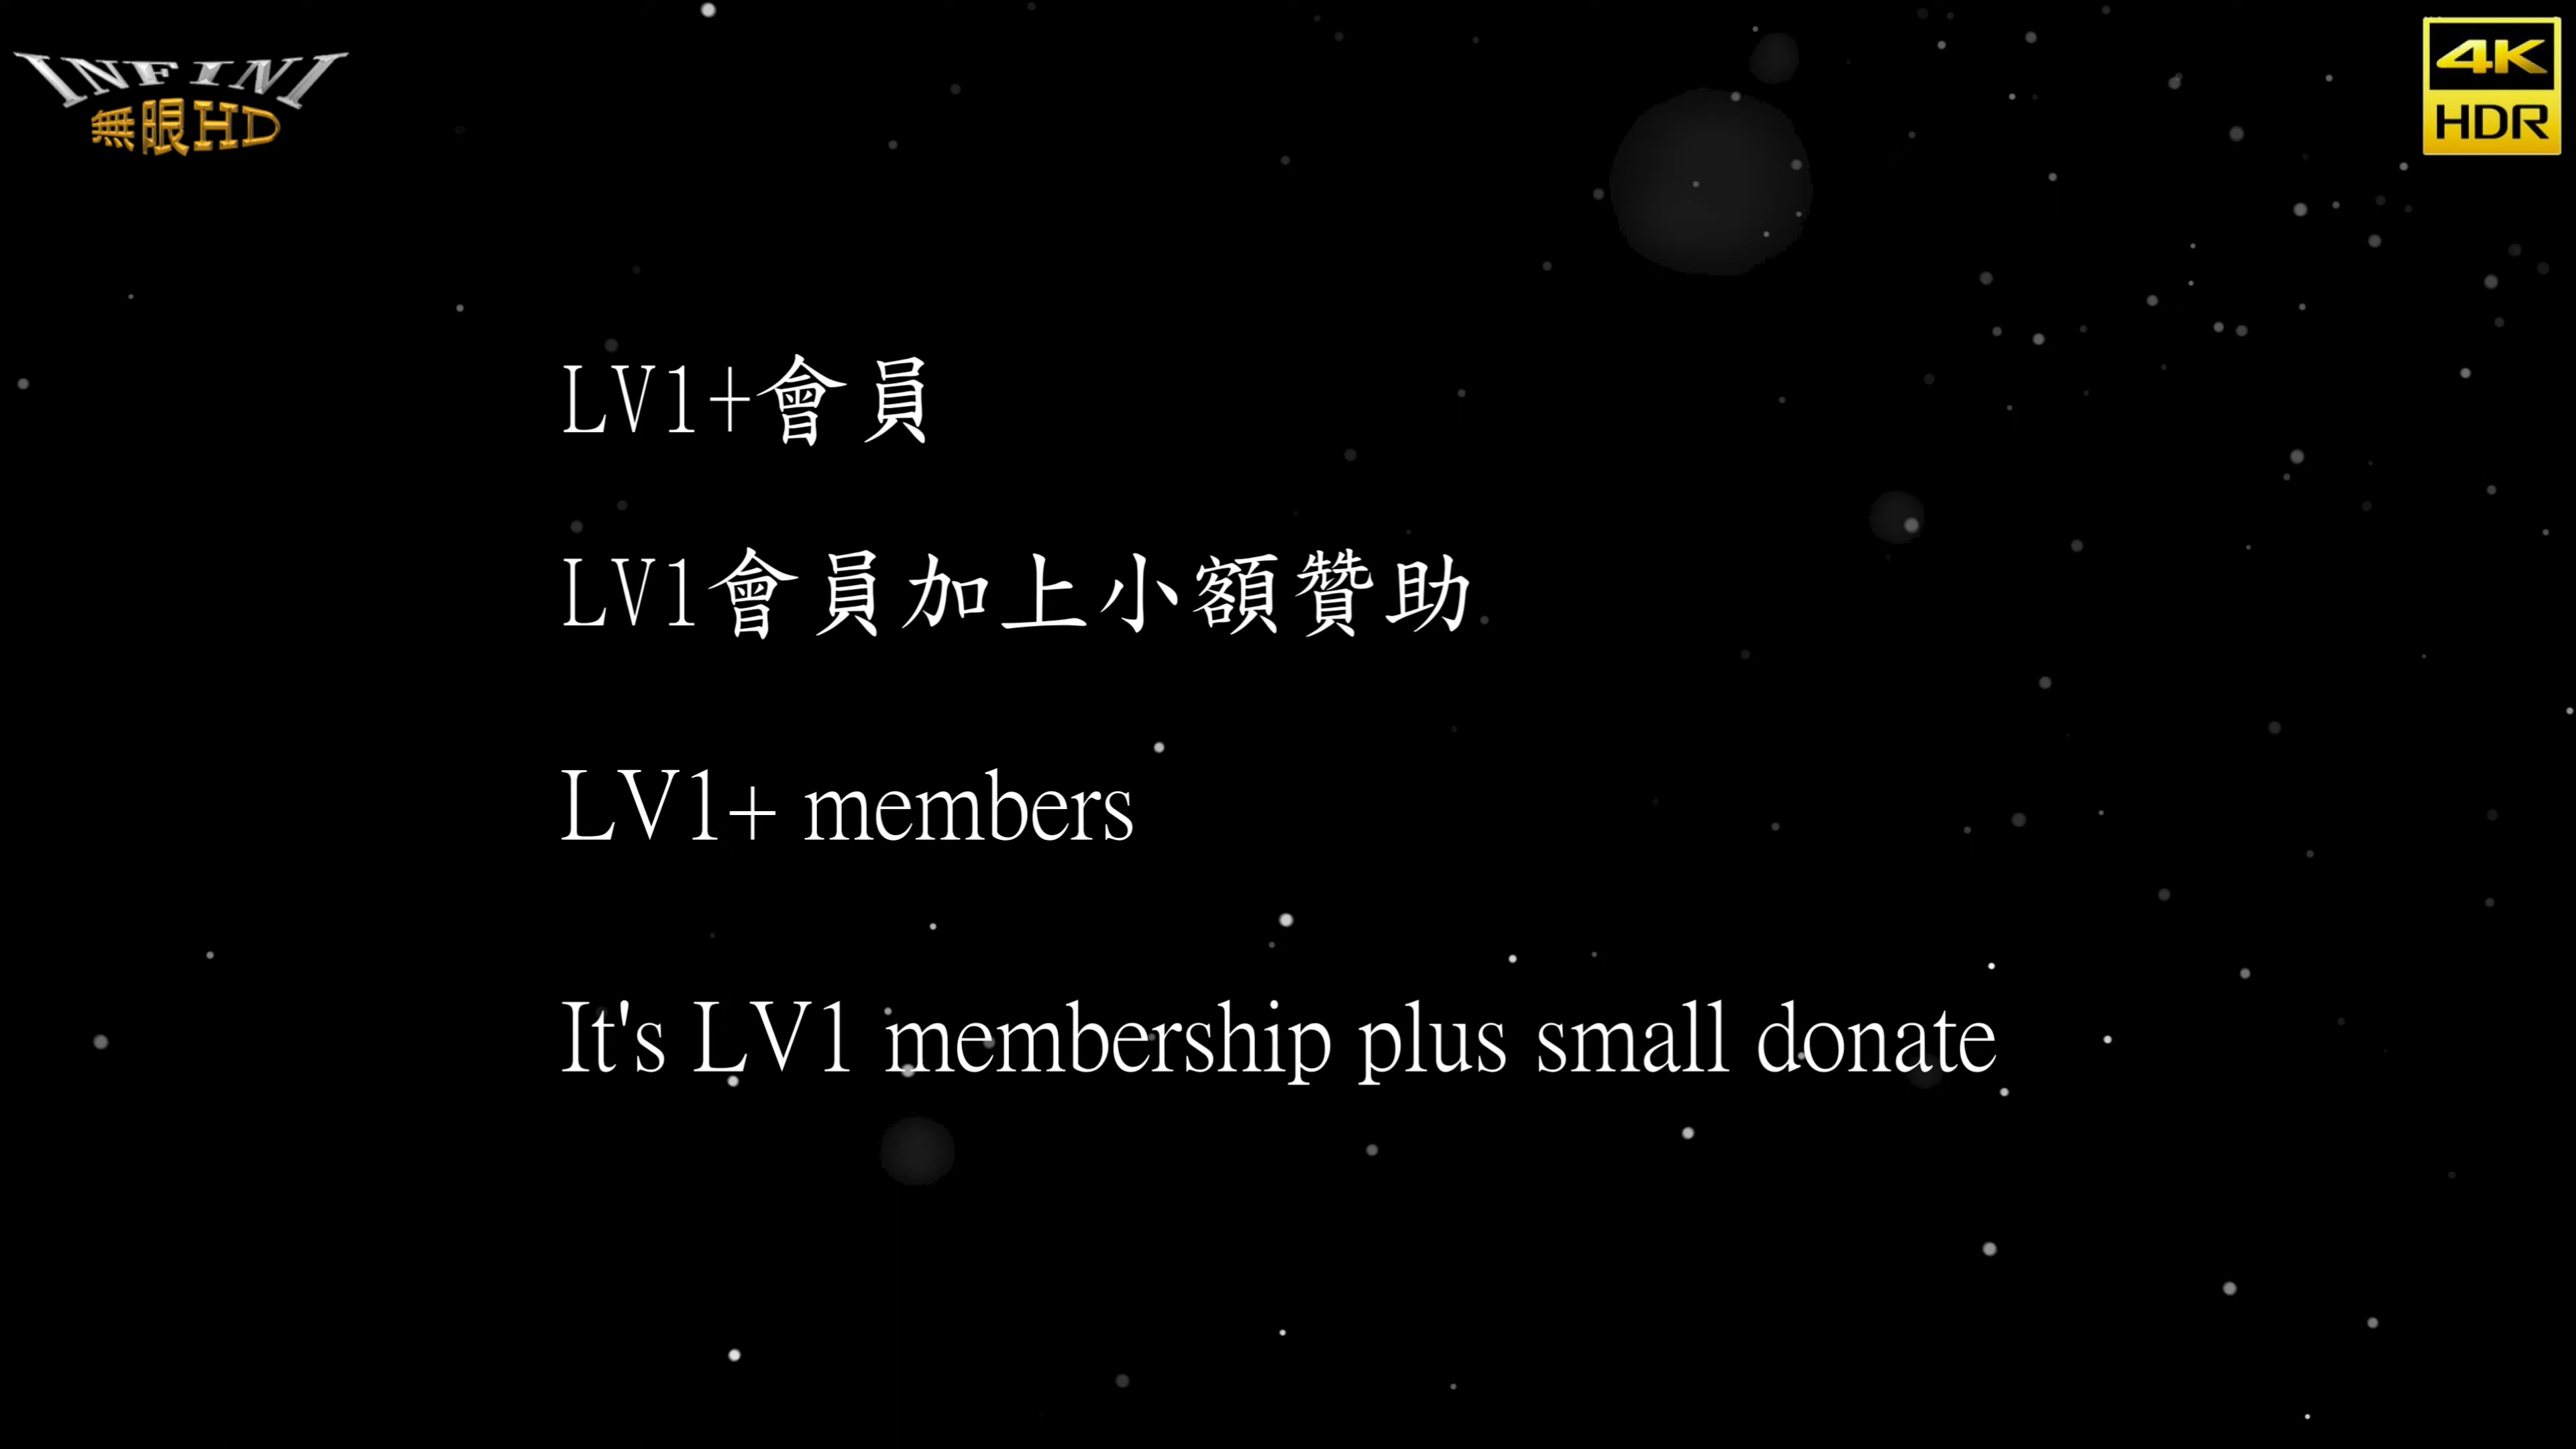 INFINI
無限HD
4K
HDR
LV1+會員
LV1會員加上小額贊助
LV1+ members
It's LV1 membership plus small donate